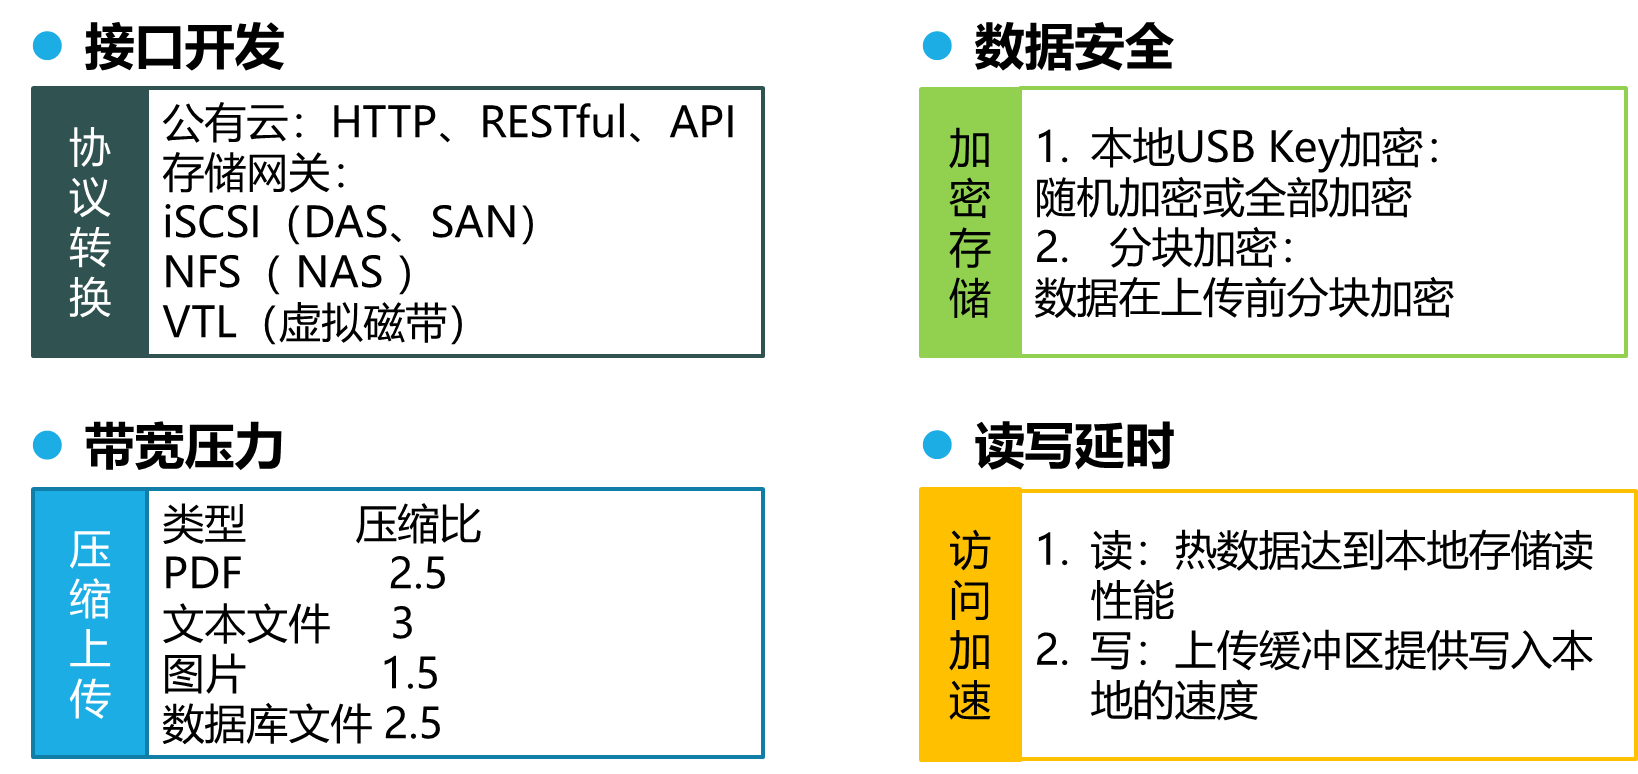 接口开发
协议转换
公有云：HTTP、RESTful、API
存储网关：
iSCSI（DAS、SAN）
NFS（ NAS ）
VTL（虚拟磁带）
数据安全
加密存储
1. 本地USB Key加密：
随机加密或全部加密
2. 分块加密：
数据在上传前分块加密
带宽压力
压缩上传
类型 压缩比
PDF 2.5
文本文件 3
图片 1.5
数据库文件 2.5
读写延时
访问加速
1. 读：热数据达到本地存储读
性能
2. 写：上传缓冲区提供写入本
地的速度